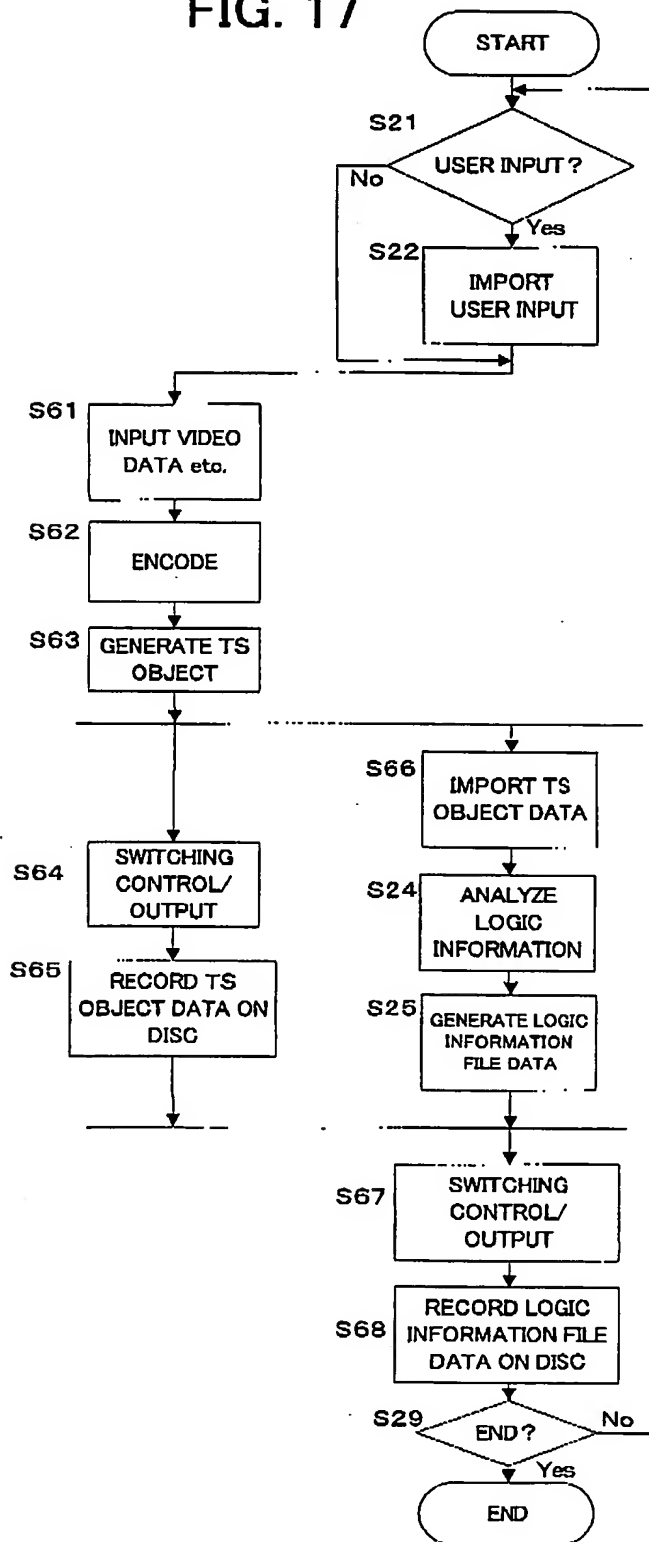 FIG. 17
START
S21
USER INPUT?
No
Yes
S22
IMPORT
USER INPUT
S61
INPUT VIDEO
DATA etc.
S62
ENCODE
S63
GENERATE TS
OBJECT
S66
IMPORT TS
OBJECT DATA
S64
SWITCHING
CONTROL/
OUTPUT
S24
ANALYZE
LOGIC
INFORMATION
S65
RECORD TS
OBJECT DATA ON
DISC
S25
GENERATE LOGIC
INFORMATION
FILE DATA
S67
SWITCHING
CONTROL/
OUTPUT
S68
RECORD LOGIC
INFORMATION FILE
DATA ON DISC
S29
END?
No
Yes
END